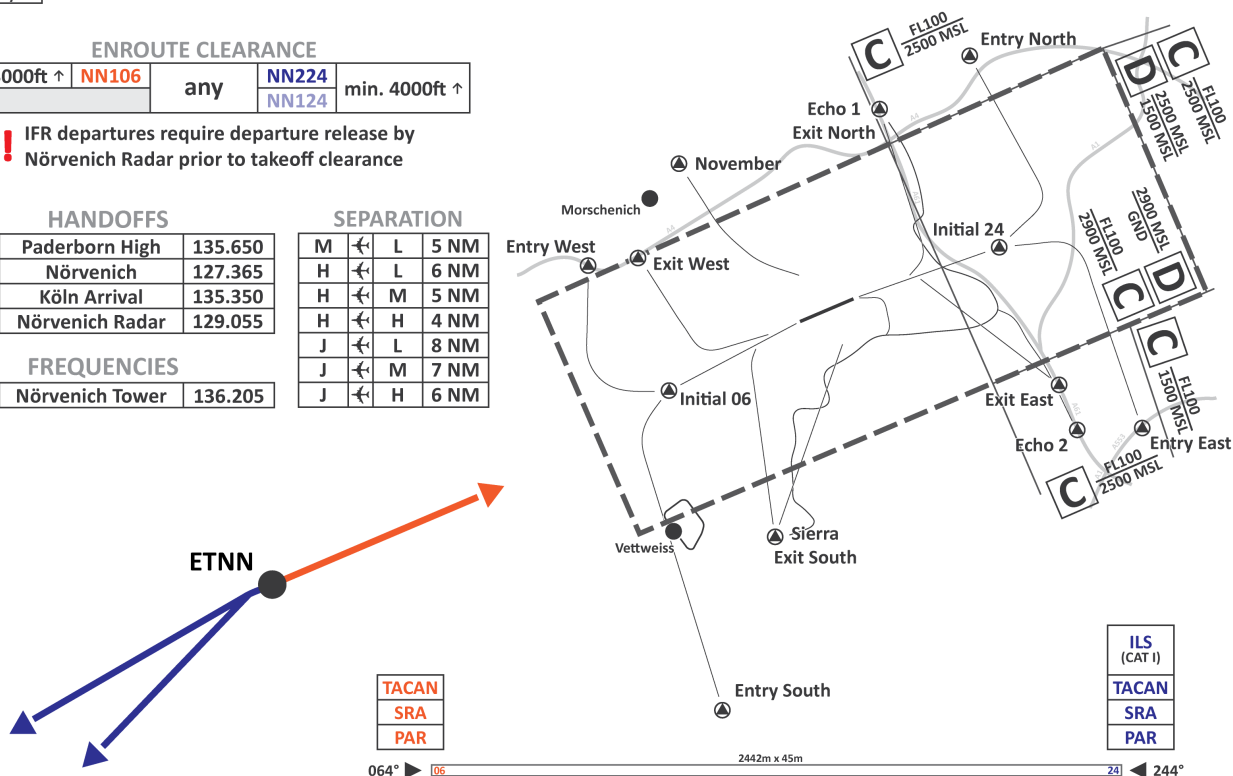 ENROUTE CLEARANCE
000ft ↑ NN106 any NN224 min. 4000ft ↑
NN124
! IFR departures require departure release by
Nörvenich Radar prior to takeoff clearance
HANDOFFS
Paderborn High 135.650
Nörvenich 127.365
Köln Arrival 135.350
Nörvenich Radar 129.055
FREQUENCIES
Nörvenich Tower 136.205
SEPARATION
M L 5 NM
H L 6 NM
H M 5 NM
H H 4 NM
J L 8 NM
J M 7 NM
J H 6 NM
C
FL100
2500 MSL
Entry North
C
FL100
2500 MSL
D
2500 MSL
1500 MSL
Echo 1
Exit North
A4
A1
November
Morschenich
A4
Entry West
Exit West
Initial 24
2900 MSL
GND
D
FL100
2900 MSL
C
C
FL100
1500 MSL
Initial 06
Exit East
A61
Echo 2
A553
Entry East
FL100
2500 MSL
C
Vettweiss
Sierra
Exit South
Entry South
ETNN
TACAN
SRA
PAR
ILS
(CAT I)
TACAN
SRA
PAR
2442m x 45m
064° 06 24 244°